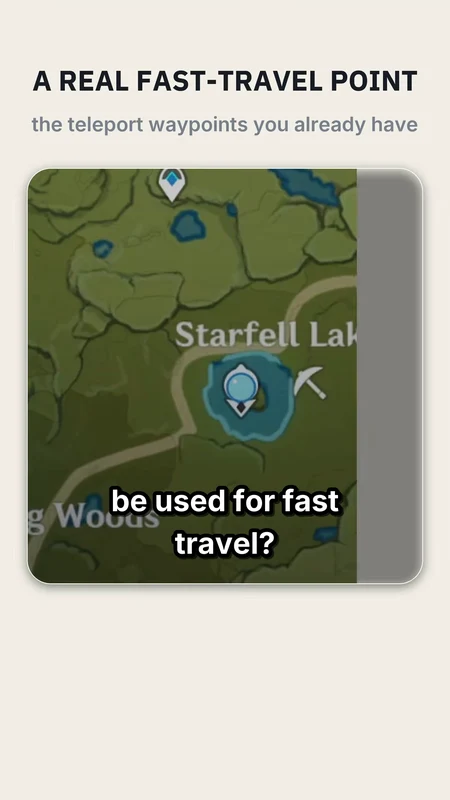 A REAL FAST-TRAVEL POINT
the teleport waypoints you already have
Starfell Lak
g Woods
be used for fast
travel?